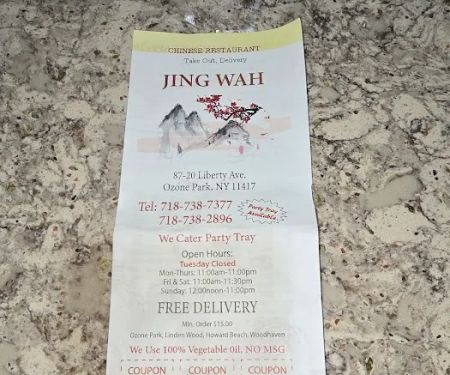 CHINESE RESTAURANT
Take Out, Delivery
JING WAH
87-20 Liberty Ave.
Ozone Park, NY 11417
Tel: 718-738-7377
718-738-2896
Party Tray
Available
We Cater Party Tray
Open Hours:
Tuesday Closed
Mon-Thurs: 11:00am-11:00pm
Fri & Sat: 11:00am-11:30pm
Sunday: 12:00noon-11:00pm
FREE DELIVERY
Min. Order $15.00
Ozone Park, Linden Wood, Howard Beach, Woodhaven
We Use 100% Vegetable Oil, NO MSG
COUPON COUPON COUPON